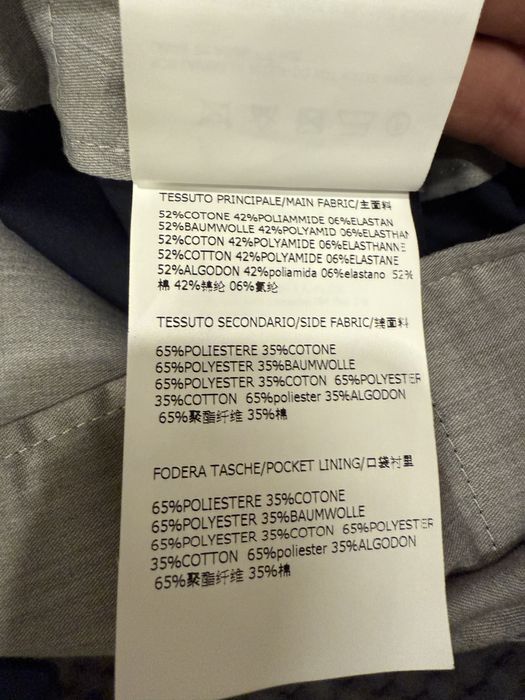 TESSUTO PRINCIPALE/MAIN FABRIC/主面料
52%COTONE 42%POLIAMMIDE 06%ELASTAN
52%BAUMWOLLE 42%POLYAMID 06%ELASTHAN
52%COTON 42%POLYAMIDE 06%ELASTHANNE
52%COTTON 42%POLYAMIDE 06%ELASTANE
52%ALGODON 42%poliamida 06%elastano 52%
棉 42%锦纶 06%氨纶
TESSUTO SECONDARIO/SIDE FABRIC/辅面料
65%POLIESTERE 35%COTONE
65%POLYESTER 35%BAUMWOLLE
65%POLYESTER 35%COTON 65%POLYESTER
35%COTTON 65%poliester 35%ALGODON
65%聚酯纤维 35%棉
FODERA TASCHE/POCKET LINING/口袋衬里
65%POLIESTERE 35%COTONE
65%POLYESTER 35%BAUMWOLLE
65%POLYESTER 35%COTON 65%POLYESTER
35%COTTON 65%poliester 35%ALGODON
65%聚酯纤维 35%棉